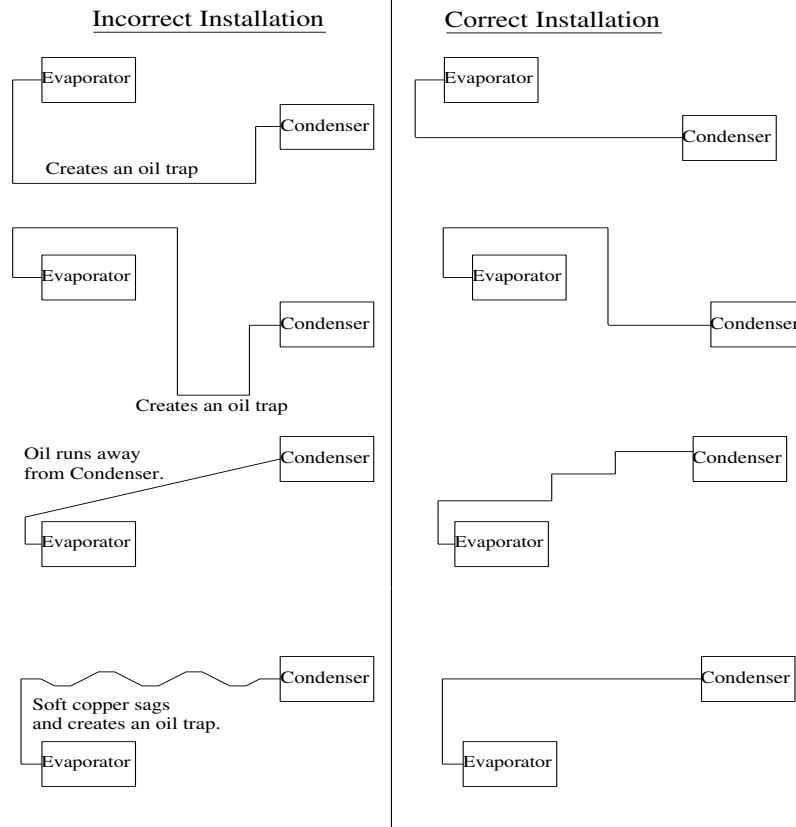 Incorrect Installation
Correct Installation
Evaporator
Condenser
Creates an oil trap
Evaporator
Condenser
Evaporator
Condenser
Creates an oil trap
Evaporator
Condenser
Oil runs away
from Condenser.
Condenser
Evaporator
Condenser
Evaporator
Condenser
Soft copper sags
and creates an oil trap.
Evaporator
Condenser
Evaporator